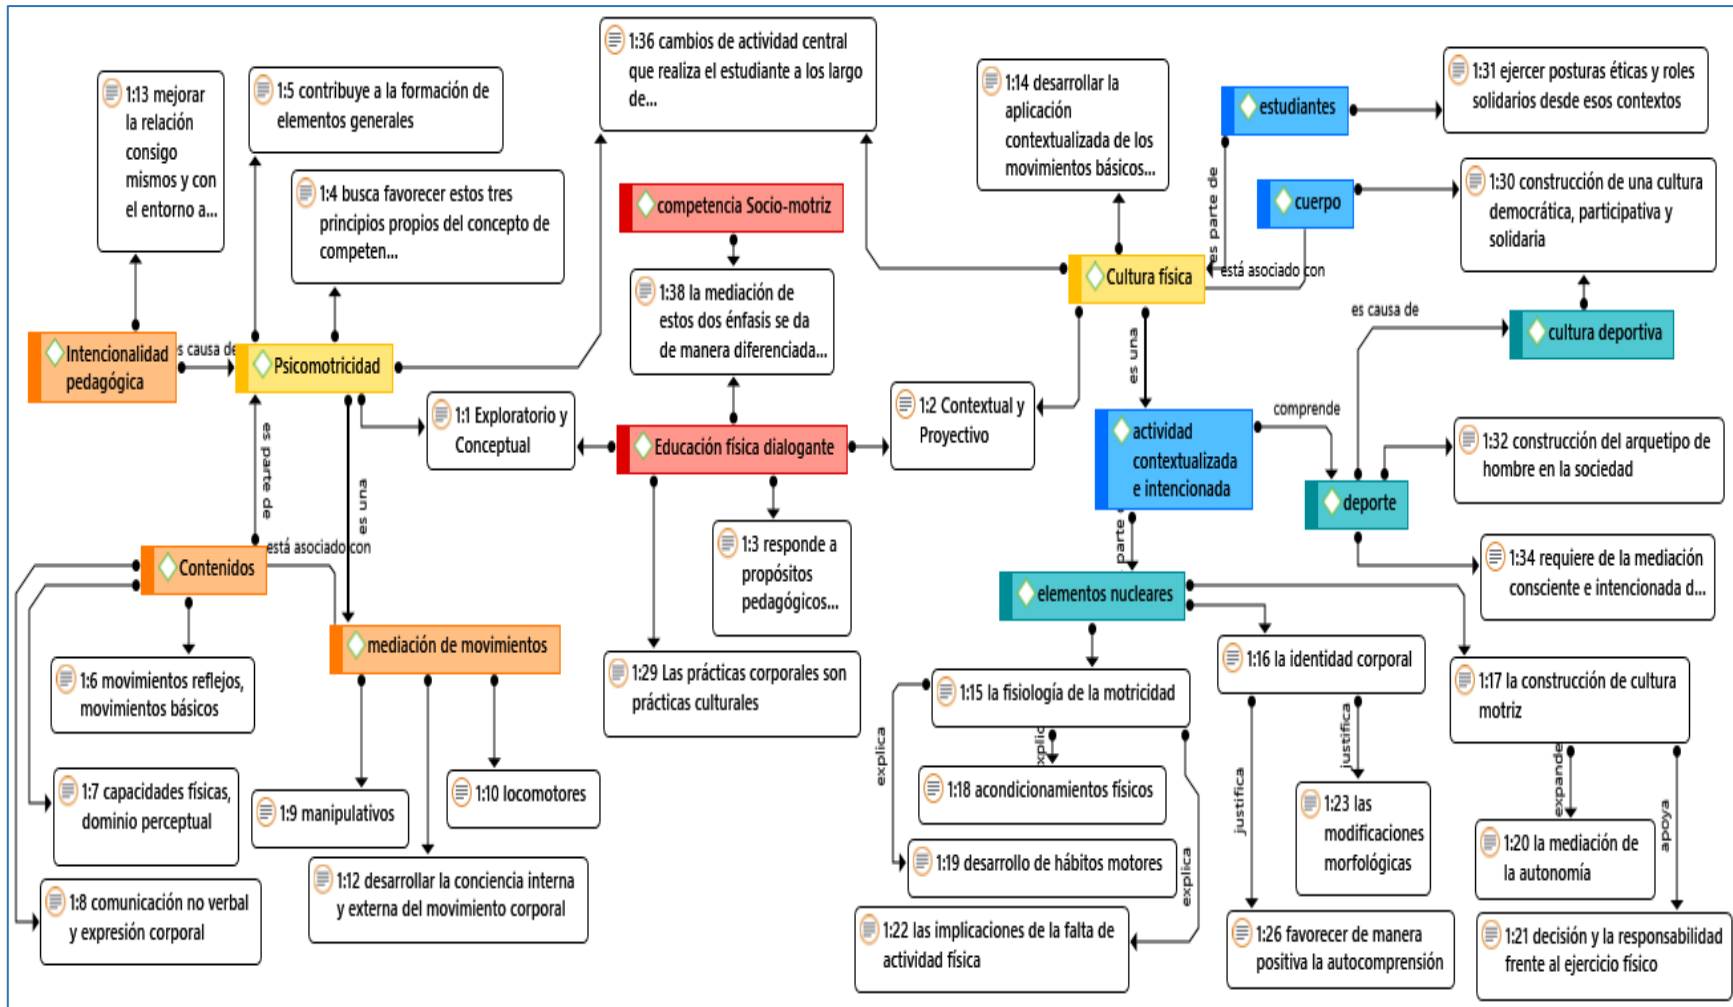 1:36 cambios de actividad central
que realiza el estudiante a los largo
de...
1:13 mejorar
la relación
consigo
mismos y con
el entorno a...
1:5 contribuye a la formación de
elementos generales
1:14 desarrollar la
aplicación
contextualizada de los
movimientos básicos...
estudiantes
1:31 ejercer posturas éticas y roles
solidarios desde esos contextos
1:4 busca favorecer estos tres
principios propios del concepto de
competen...
competencia Socio-motriz
es parte de
cuerpo
1:30 construcción de una cultura
democrática, participativa y
solidaria
Cultura física
está asociado con
1:38 la mediación de
estos dos énfasis se da
de manera diferenciada...
Intencionalidad
pedagógica
s causa de
Psicomotricidad
es causa de
cultura deportiva
es una
1:1 Exploratorio y
Conceptual
Educación física dialogante
1:2 Contextual y
Proyectivo
actividad
contextualizada
e intencionada
comprende
1:32 construcción del arquetipo de
hombre en la sociedad
deporte
es parte de
es una
1:3 responde a
propósitos
pedagógicos...
parte
1:34 requiere de la mediación
consciente e intencionada d...
Contenidos
está asociado con
elementos nucleares
mediación de movimientos
1:6 movimientos reflejos,
movimientos básicos
1:29 Las prácticas corporales son
prácticas culturales
1:15 la fisiología de la motricidad
1:16 la identidad corporal
1:17 la construcción de cultura
motriz
explica
explic
justifica
1:7 capacidades físicas,
dominio perceptual
1:9 manipulativos
1:10 locomotores
1:18 acondicionamientos físicos
justifica
1:23 las
modificaciones
morfológicas
expande
apoya
1:19 desarrollo de hábitos motores
explica
1:20 la mediación de
la autonomía
1:8 comunicación no verbal
y expresión corporal
1:12 desarrollar la conciencia interna
y externa del movimiento corporal
1:22 las implicaciones de la falta de
actividad física
1:26 favorecer de manera
positiva la autocomprensión
1:21 decisión y la responsabilidad
frente al ejercicio físico